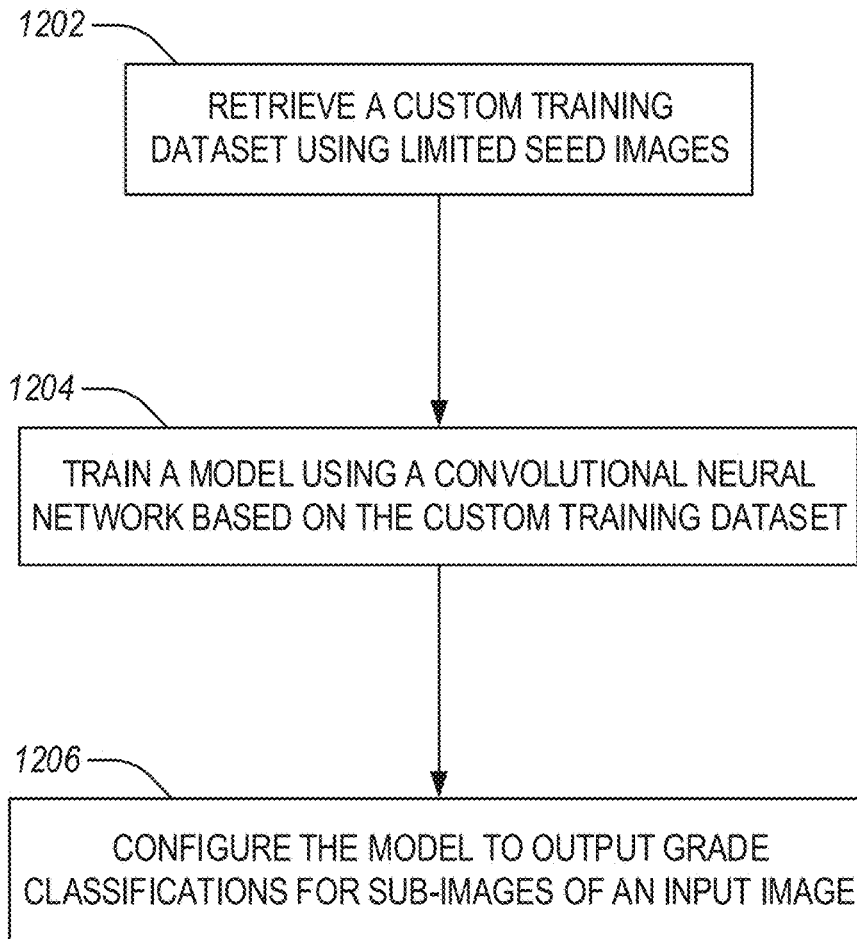 1202
RETRIEVE A CUSTOM TRAINING
DATASET USING LIMITED SEED IMAGES
1204
TRAIN A MODEL USING A CONVOLUTIONAL NEURAL
NETWORK BASED ON THE CUSTOM TRAINING DATASET
1206
CONFIGURE THE MODEL TO OUTPUT GRADE
CLASSIFICATIONS FOR SUB-IMAGES OF AN INPUT IMAGE